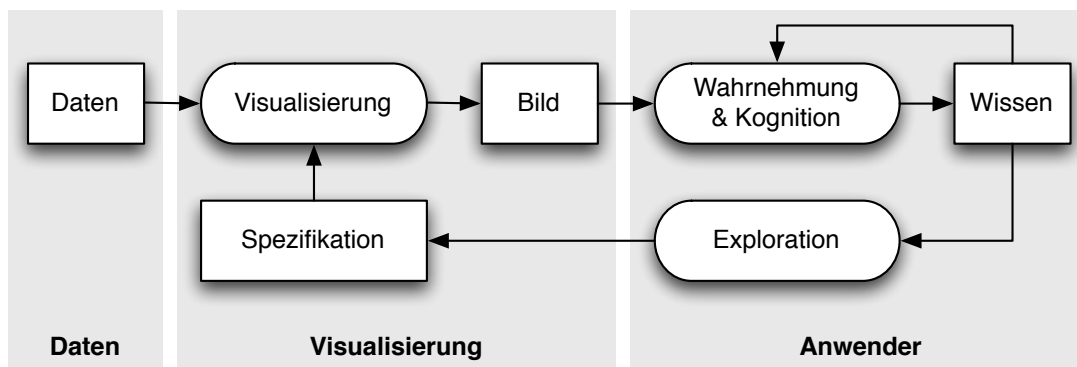 Daten
Visualisierung
Bild
Wahrnehmung
& Kognition
Wissen
Spezifikation
Exploration
Daten
Visualisierung
Anwender